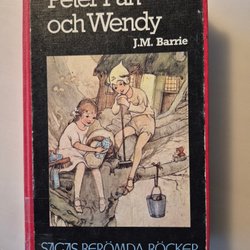 Peter Pan
och Wendy
J.M. Barrie
SAGAS BERÖMDA BÖCKER